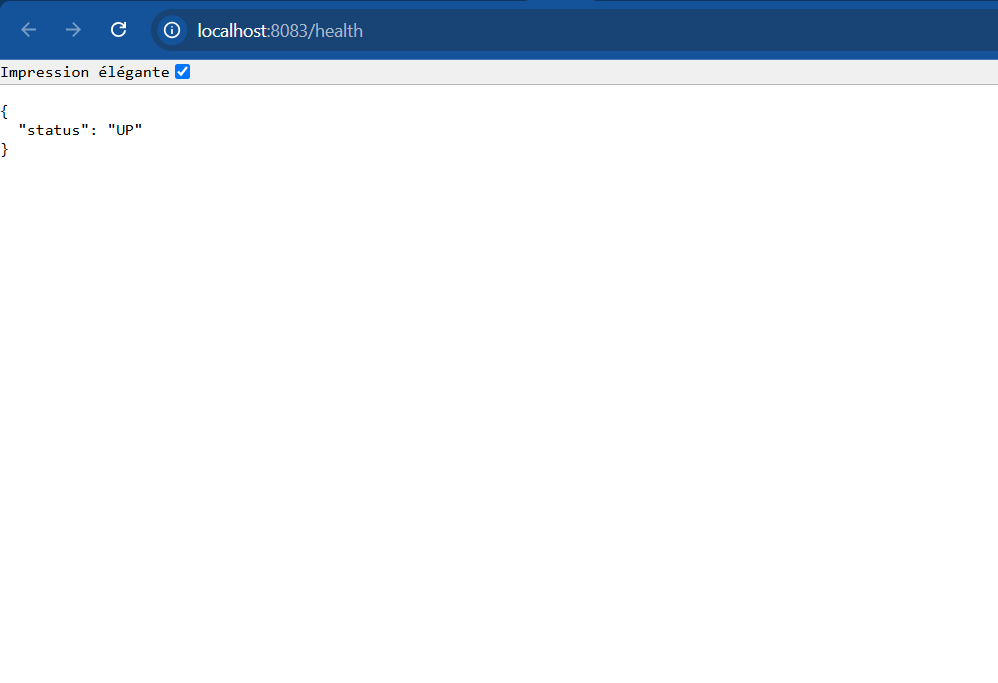 localhost:8083/health
Impression élégante
{
  "status": "UP"
}